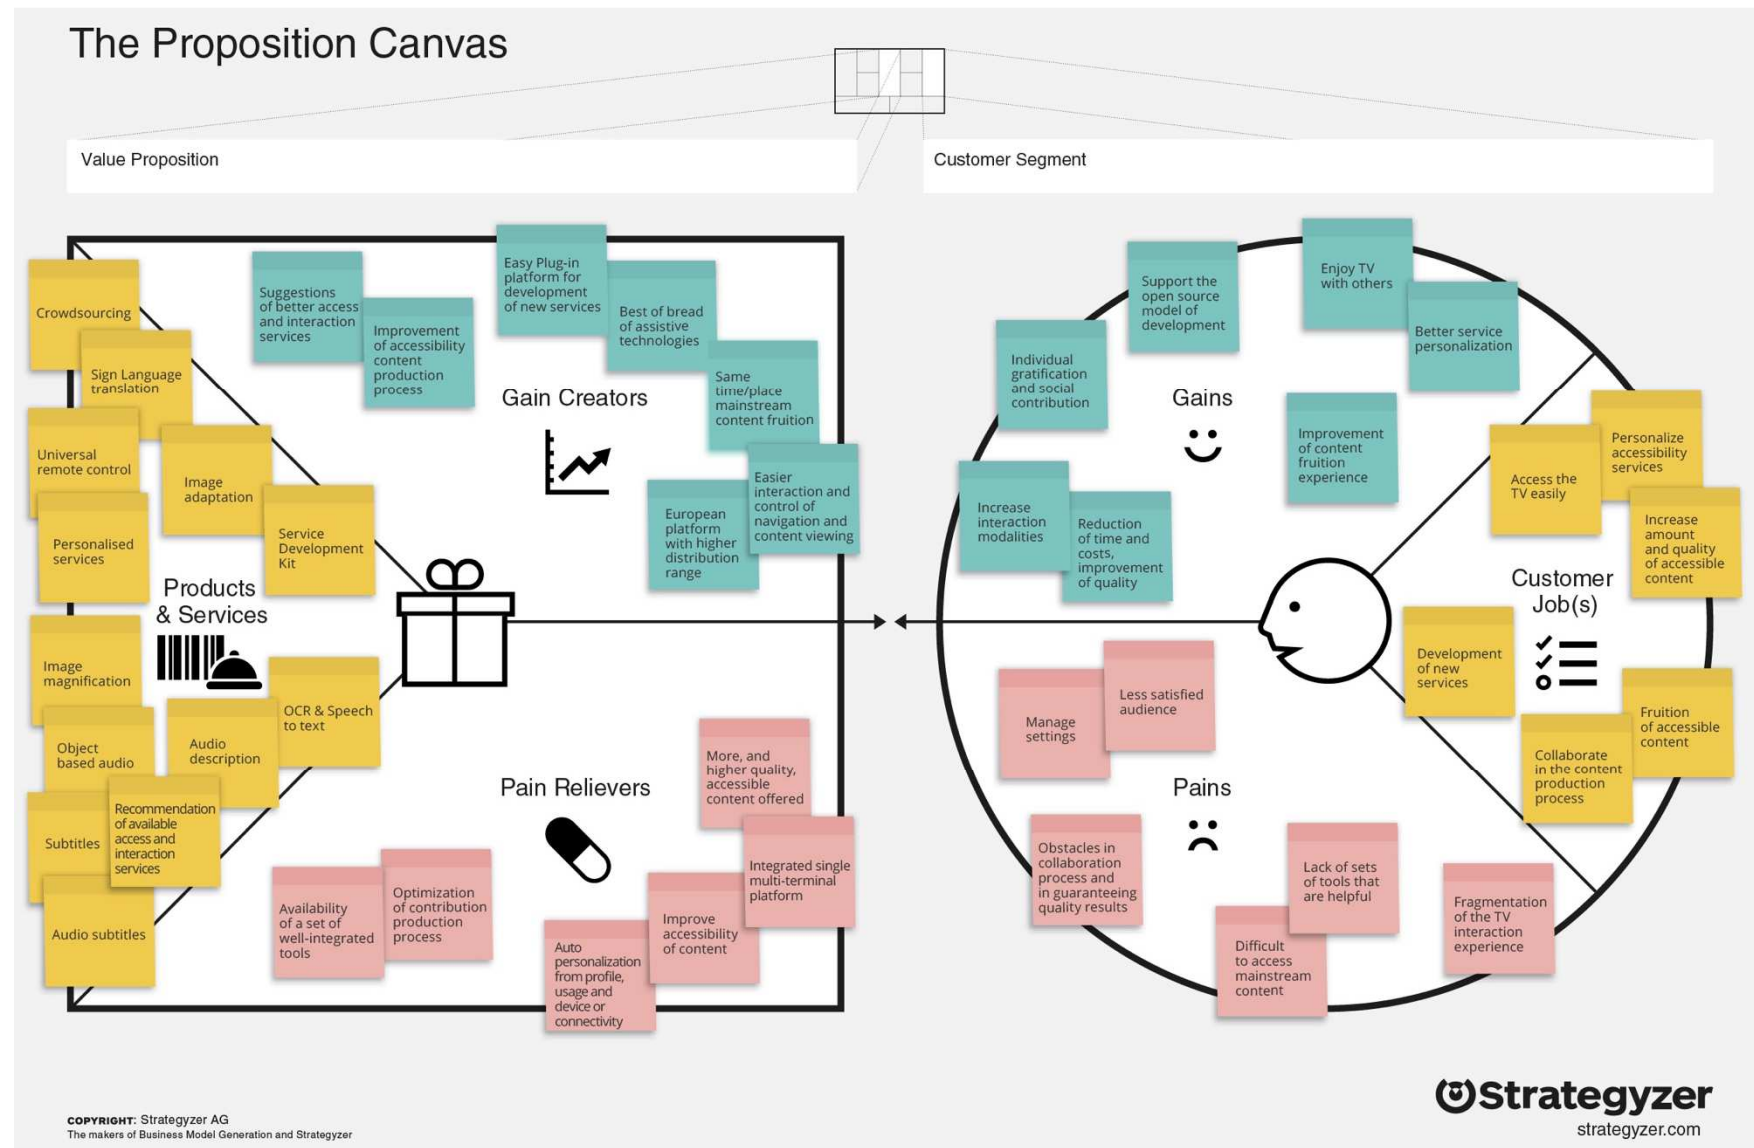 The Proposition Canvas
Value Proposition
Customer Segment
Crowdsourcing
Sign Language
translation
Universal
remote control
Image
adaptation
Personalised
services
Service
Development
Kit
Products
& Services
Image
magnification
OCR & Speech
to text
Object
based audio
Audio
description
Subtitles
Recommendation
of available
access and
interaction
services
Audio subtitles
Suggestions
of better access
and interaction
services
Improvement
of accessibility
content
production
process
Easy Plug-in
platform for
development
of new services
Best of bread
of assistive
technologies
Same
time/place
mainstream
content fruition
Gain Creators
Easier
interaction and
control of
navigation and
content viewing
European
platform
with higher
distribution
range
Pain Relievers
More, and
higher quality,
accessible
content offered
Integrated single
multi-terminal
platform
Improve
accessibility
of content
Auto
personalization
from profile,
usage and
device or
connectivity
Optimization
of contribution
production
process
Availability
of a set of
well-integrated
tools
Support the
open source
model of
development
Enjoy TV
with others
Better service
personalization
Individual
gratification
and social
contribution
Gains
Improvement
of content
fruition
experience
Increase
interaction
modalities
Reduction
of time and
costs,
improvement
of quality
Personalize
accessibility
services
Access the
TV easily
Increase
amount
and quality
of accessible
content
Customer
Job(s)
Development
of new
services
Fruition
of accessible
content
Collaborate
in the content
production
process
Less satisfied
audience
Manage
settings
Pains
Obstacles in
collaboration
process and
in guaranteeing
quality results
Lack of sets
of tools that
are helpful
Difficult
to access
mainstream
content
Fragmentation
of the TV
interaction
experience
COPYRIGHT: Strategyzer AG
The makers of Business Model Generation and Strategyzer
Strategyzer
strategyzer.com